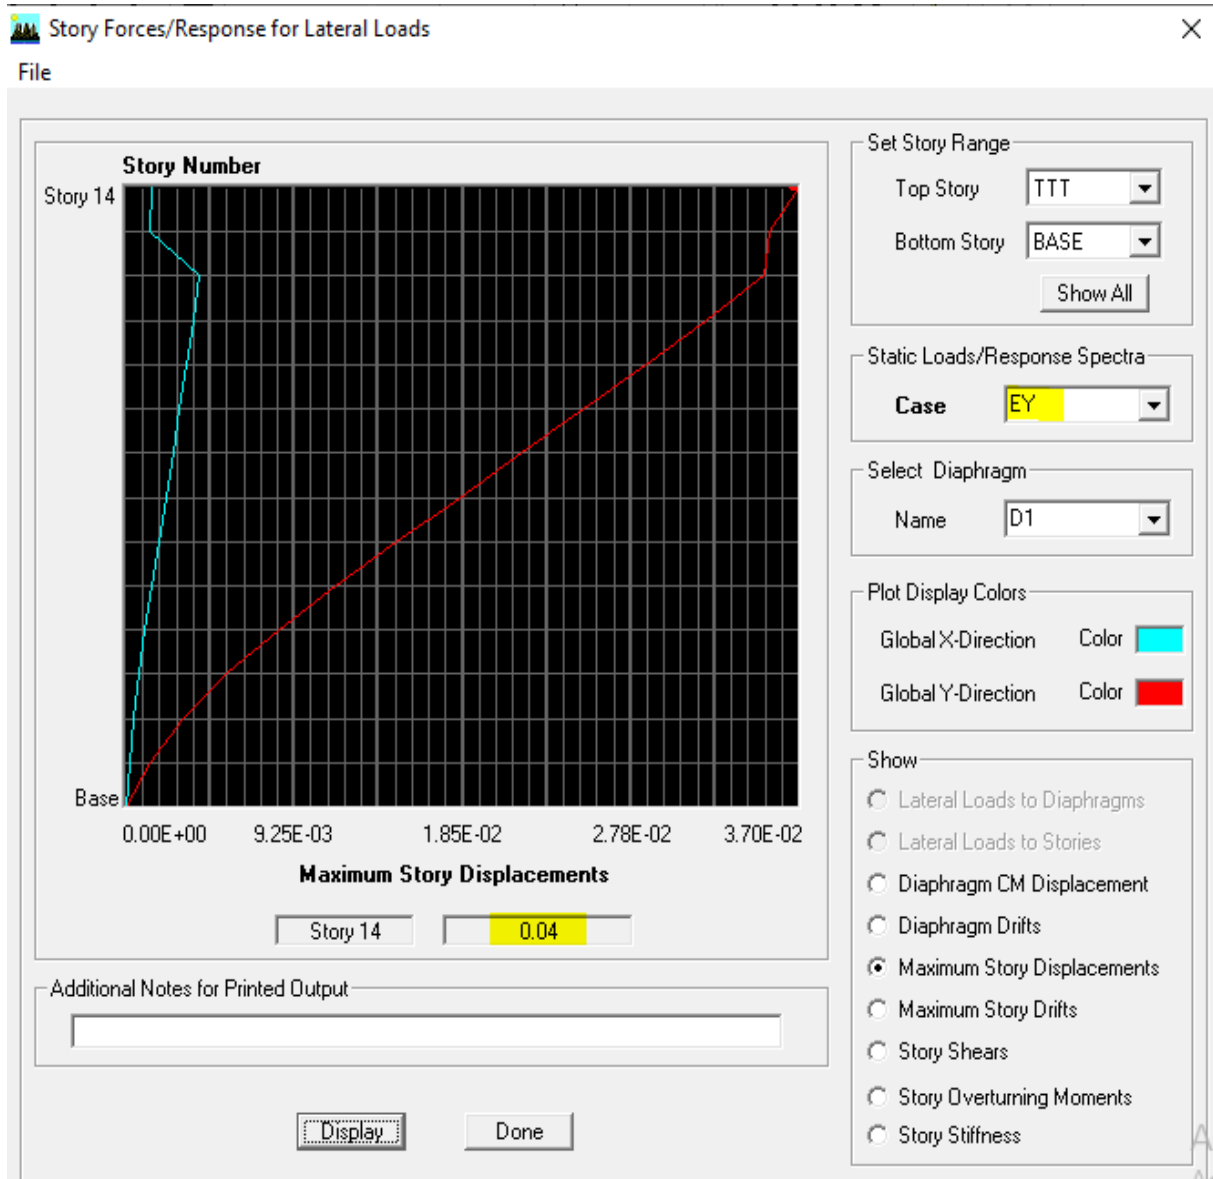 Story Forces/Response for Lateral Loads
File
Story Number
Story 14
Base
0.00E+00 9.25E-03 1.85E-02 2.78E-02 3.70E-02
Maximum Story Displacements
Story 14 0.04
Additional Notes for Printed Output
Display Done
Set Story Range
Top Story TTT
Bottom Story BASE
Show All
Static Loads/Response Spectra
Case EY
Select Diaphragm
Name D1
Plot Display Colors
Global X-Direction Color
Global Y-Direction Color
Show
Lateral Loads to Diaphragms
Lateral Loads to Stories
Diaphragm CM Displacement
Diaphragm Drifts
Maximum Story Displacements
Maximum Story Drifts
Story Shears
Story Overturning Moments
Story Stiffness